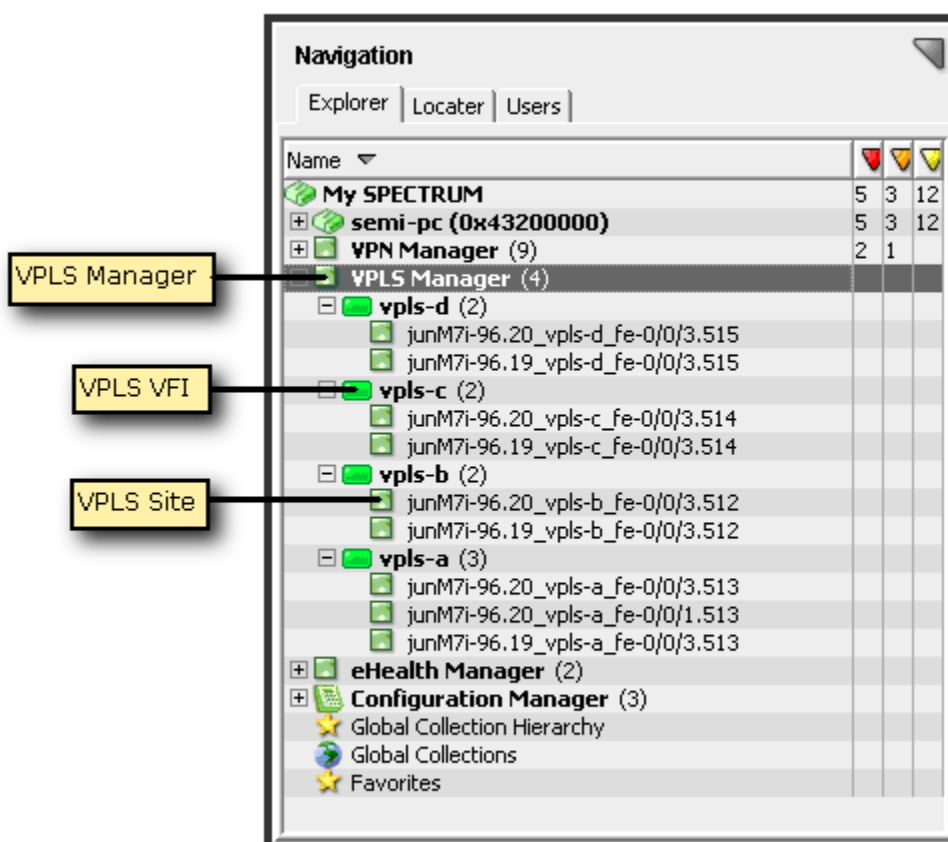 Navigation
Explorer Locater Users
Name
My SPECTRUM 5 3 12
semi-pc (0x43200000) 5 3 12
VPN Manager (9) 2 1
VPLS Manager
VPLS Manager (4)
vpls-d (2)
junM7i-96.20_vpls-d_fe-0/0/3.515
junM7i-96.19_vpls-d_fe-0/0/3.515
VPLS VFI
vpls-c (2)
junM7i-96.20_vpls-c_fe-0/0/3.514
junM7i-96.19_vpls-c_fe-0/0/3.514
vpls-b (2)
VPLS Site
junM7i-96.20_vpls-b_fe-0/0/3.512
junM7i-96.19_vpls-b_fe-0/0/3.512
vpls-a (3)
junM7i-96.20_vpls-a_fe-0/0/3.513
junM7i-96.20_vpls-a_fe-0/0/1.513
junM7i-96.19_vpls-a_fe-0/0/3.513
eHealth Manager (2)
Configuration Manager (3)
Global Collection Hierarchy
Global Collections
Favorites